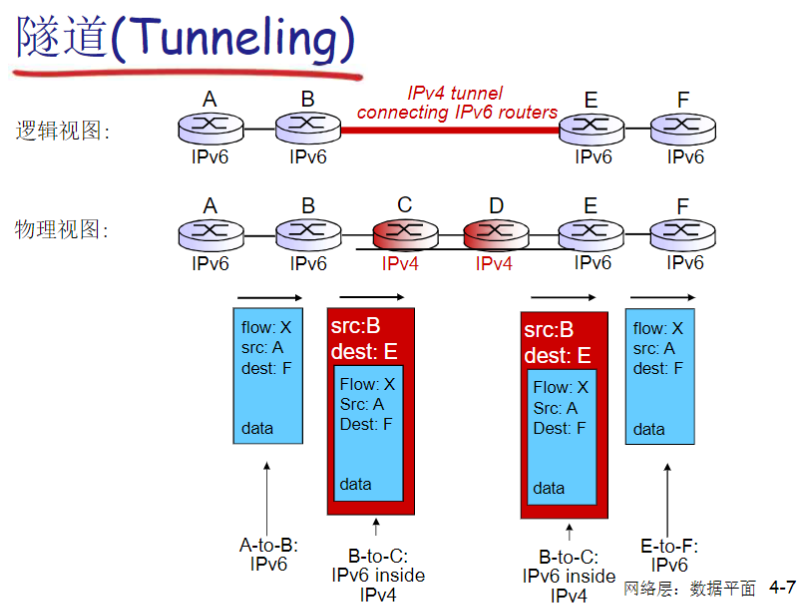 隧道(Tunneling)
IPv4 tunnel
connecting IPv6 routers
A B E F
逻辑视图:
IPv6 IPv6 IPv6 IPv6
A B C D E F
物理视图:
IPv6 IPv6 IPv4 IPv4 IPv6 IPv6
flow: X
src: A
dest: F
data
src:B
dest: E
Flow: X
Src: A
Dest: F
data
src:B
dest: E
Flow: X
Src: A
Dest: F
data
flow: X
src: A
dest: F
data
A-to-B:
IPv6
B-to-C:
IPv6 inside
IPv4
B-to-C:
IPv6 inside
IPv4
E-to-F:
IPv6
网络层：数据平面 4-7